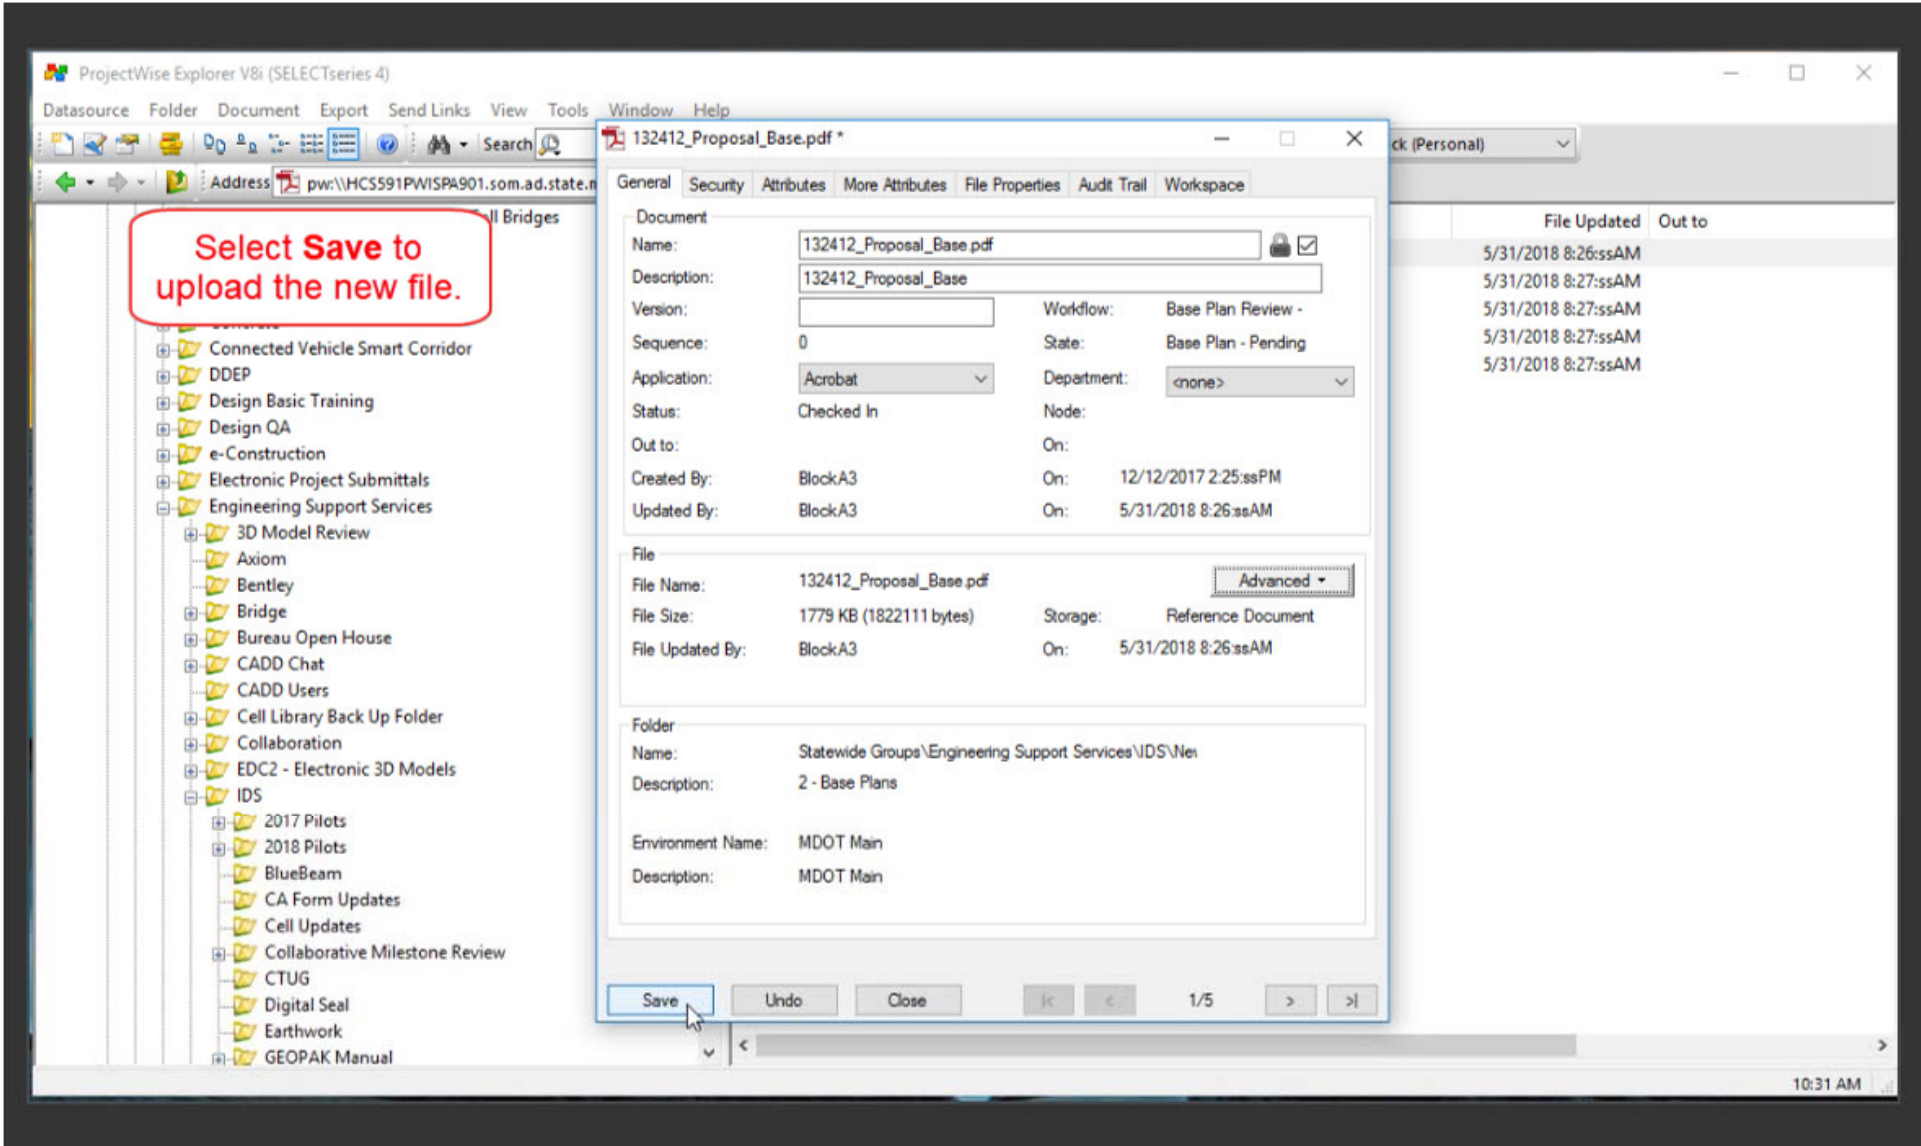 ProjectWise Explorer V8i (SELECTseries 4)
Datasource Folder Document Export Send Links View Tools Window Help
Search
Address pw:\\HCS591PWISPA901.som.ad.state.m
ck (Personal)
Select Save to
upload the new file.
ll Bridges
Connected Vehicle Smart Corridor
DDEP
Design Basic Training
Design QA
e-Construction
Electronic Project Submittals
Engineering Support Services
3D Model Review
Axiom
Bentley
Bridge
Bureau Open House
CADD Chat
CADD Users
Cell Library Back Up Folder
Collaboration
EDC2 - Electronic 3D Models
IDS
2017 Pilots
2018 Pilots
BlueBeam
CA Form Updates
Cell Updates
Collaborative Milestone Review
CTUG
Digital Seal
Earthwork
GEOPAK Manual
132412_Proposal_Base.pdf *
General Security Attributes More Attributes File Properties Audit Trail Workspace
Document
Name: 132412_Proposal_Base.pdf
Description: 132412_Proposal_Base
Version: Workflow: Base Plan Review -
Sequence: 0 State: Base Plan - Pending
Application: Acrobat Department: <none>
Status: Checked In Node:
Out to: On:
Created By: BlockA3 On: 12/12/2017 2:25:ssPM
Updated By: BlockA3 On: 5/31/2018 8:26:ssAM
File
File Name: 132412_Proposal_Base.pdf Advanced
File Size: 1779 KB (1822111 bytes) Storage: Reference Document
File Updated By: BlockA3 On: 5/31/2018 8:26:ssAM
Folder
Name: Statewide Groups\Engineering Support Services\IDS\Nev
Description: 2 - Base Plans
Environment Name: MDOT Main
Description: MDOT Main
Save Undo Close |< < 1/5 > >|
File Updated Out to
5/31/2018 8:26:ssAM
5/31/2018 8:27:ssAM
5/31/2018 8:27:ssAM
5/31/2018 8:27:ssAM
5/31/2018 8:27:ssAM
10:31 AM